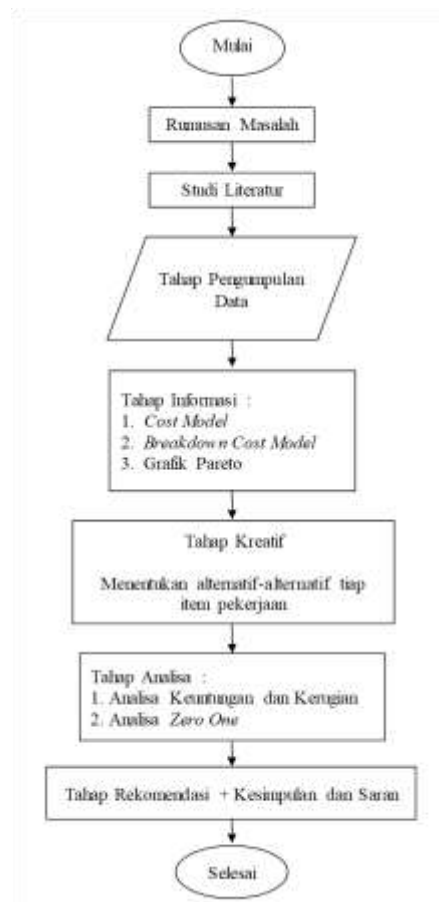 Mulai
Rumusan Masalah
Studi Literatur
Tahap Pengumpulan
Data
Tahap Informasi :
1. Cost Model
2. Breakdown Cost Model
3. Grafik Pareto
Tahap Kreatif
Menentukan alternatif-alternatif tiap
item pekerjaan
Tahap Analisa :
1. Analisa Keuntungan dan Kerugian
2. Analisa Zero One
Tahap Rekomendasi + Kesimpulan dan Saran
Selesai